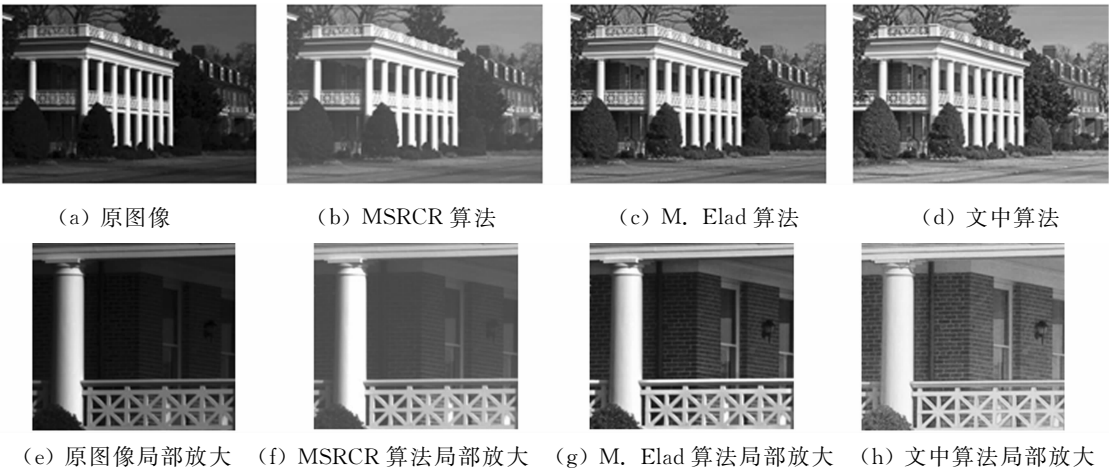 (a) 原图像 (b) MSRCR 算法 (c) M. Elad 算法 (d) 文中算法
(e) 原图像局部放大 (f) MSRCR 算法局部放大 (g) M. Elad 算法局部放大 (h) 文中算法局部放大